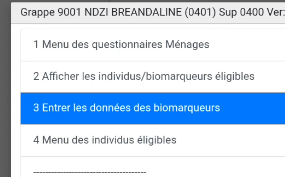 Grappe 9001 NDZI BREANDALINE (0401) Sup 0400 Ver:
1 Menu des questionnaires Ménages
2 Afficher les individus/biomarqueurs éligibles
3 Entrer les données des biomarqueurs
4 Menu des individus éligibles
------------------------------------